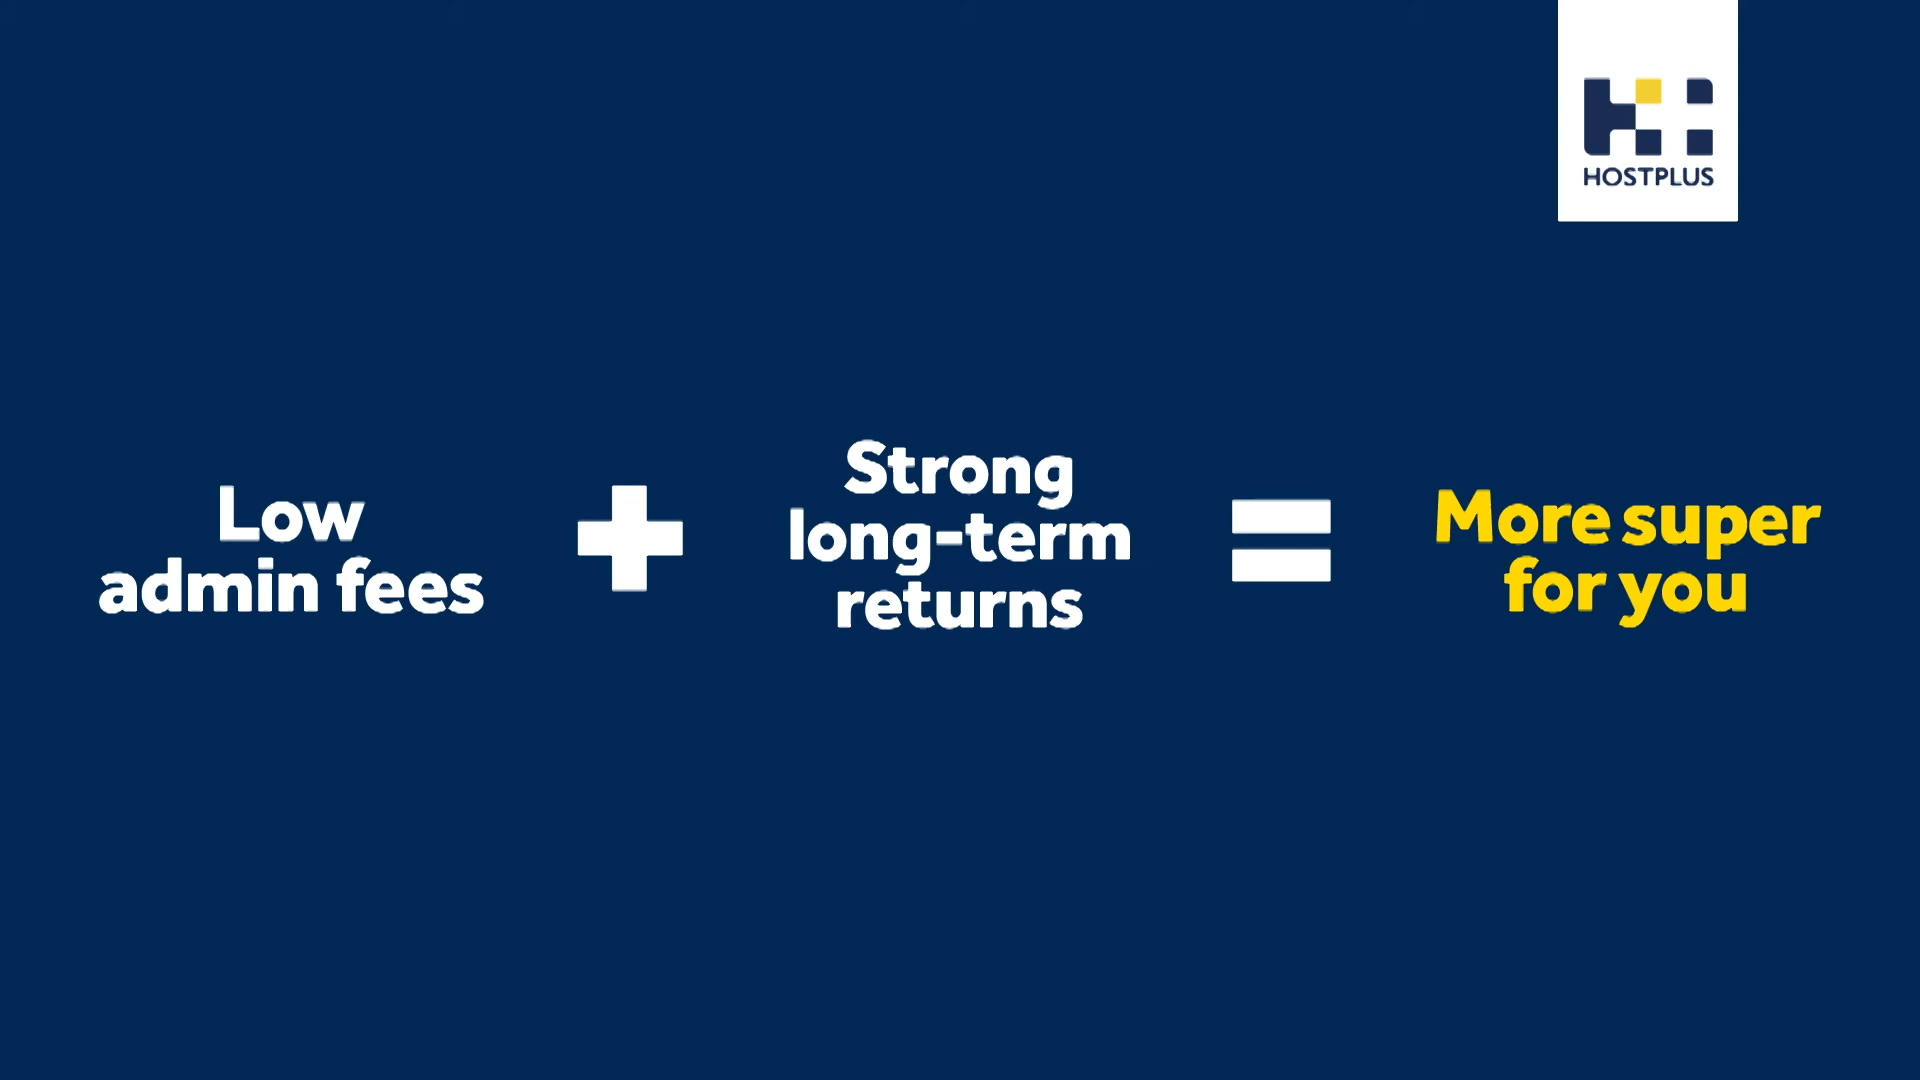 HOSTPLUS
Low
admin fees
+
Strong
long-term
returns
=
More super
for you